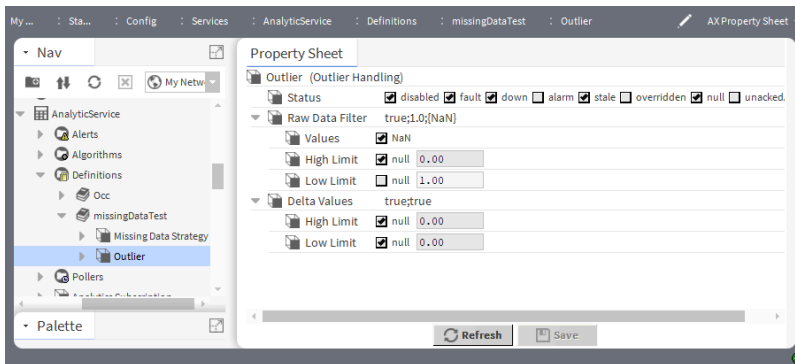 My ... : Sta... : Config : Services : AnalyticService : Definitions : missingDataTest : Outlier AX Property Sheet
Nav
My Netw
AnalyticService
Alerts
Algorithms
Definitions
Occ
missingDataTest
Missing Data Strategy
Outlier
Pollers
Palette
Property Sheet
Outlier (Outlier Handling)
Status disabled fault down alarm stale overridden null unacked.
Raw Data Filter true;1.0;{NaN}
Values NaN
High Limit null 0.00
Low Limit null 1.00
Delta Values true;true
High Limit null 0.00
Low Limit null 0.00
Refresh Save